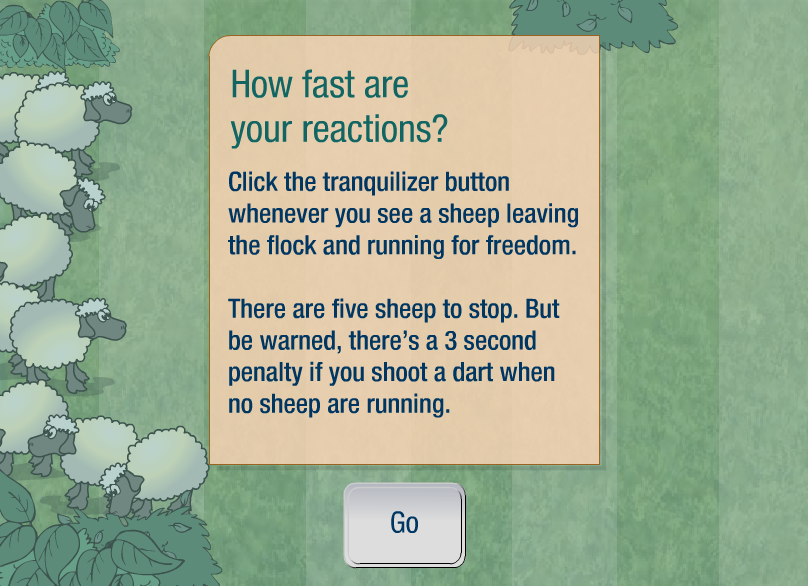 How fast are
your reactions?
Click the tranquilizer button
whenever you see a sheep leaving
the flock and running for freedom.
There are five sheep to stop. But
be warned, there’s a 3 second
penalty if you shoot a dart when
no sheep are running.
Go